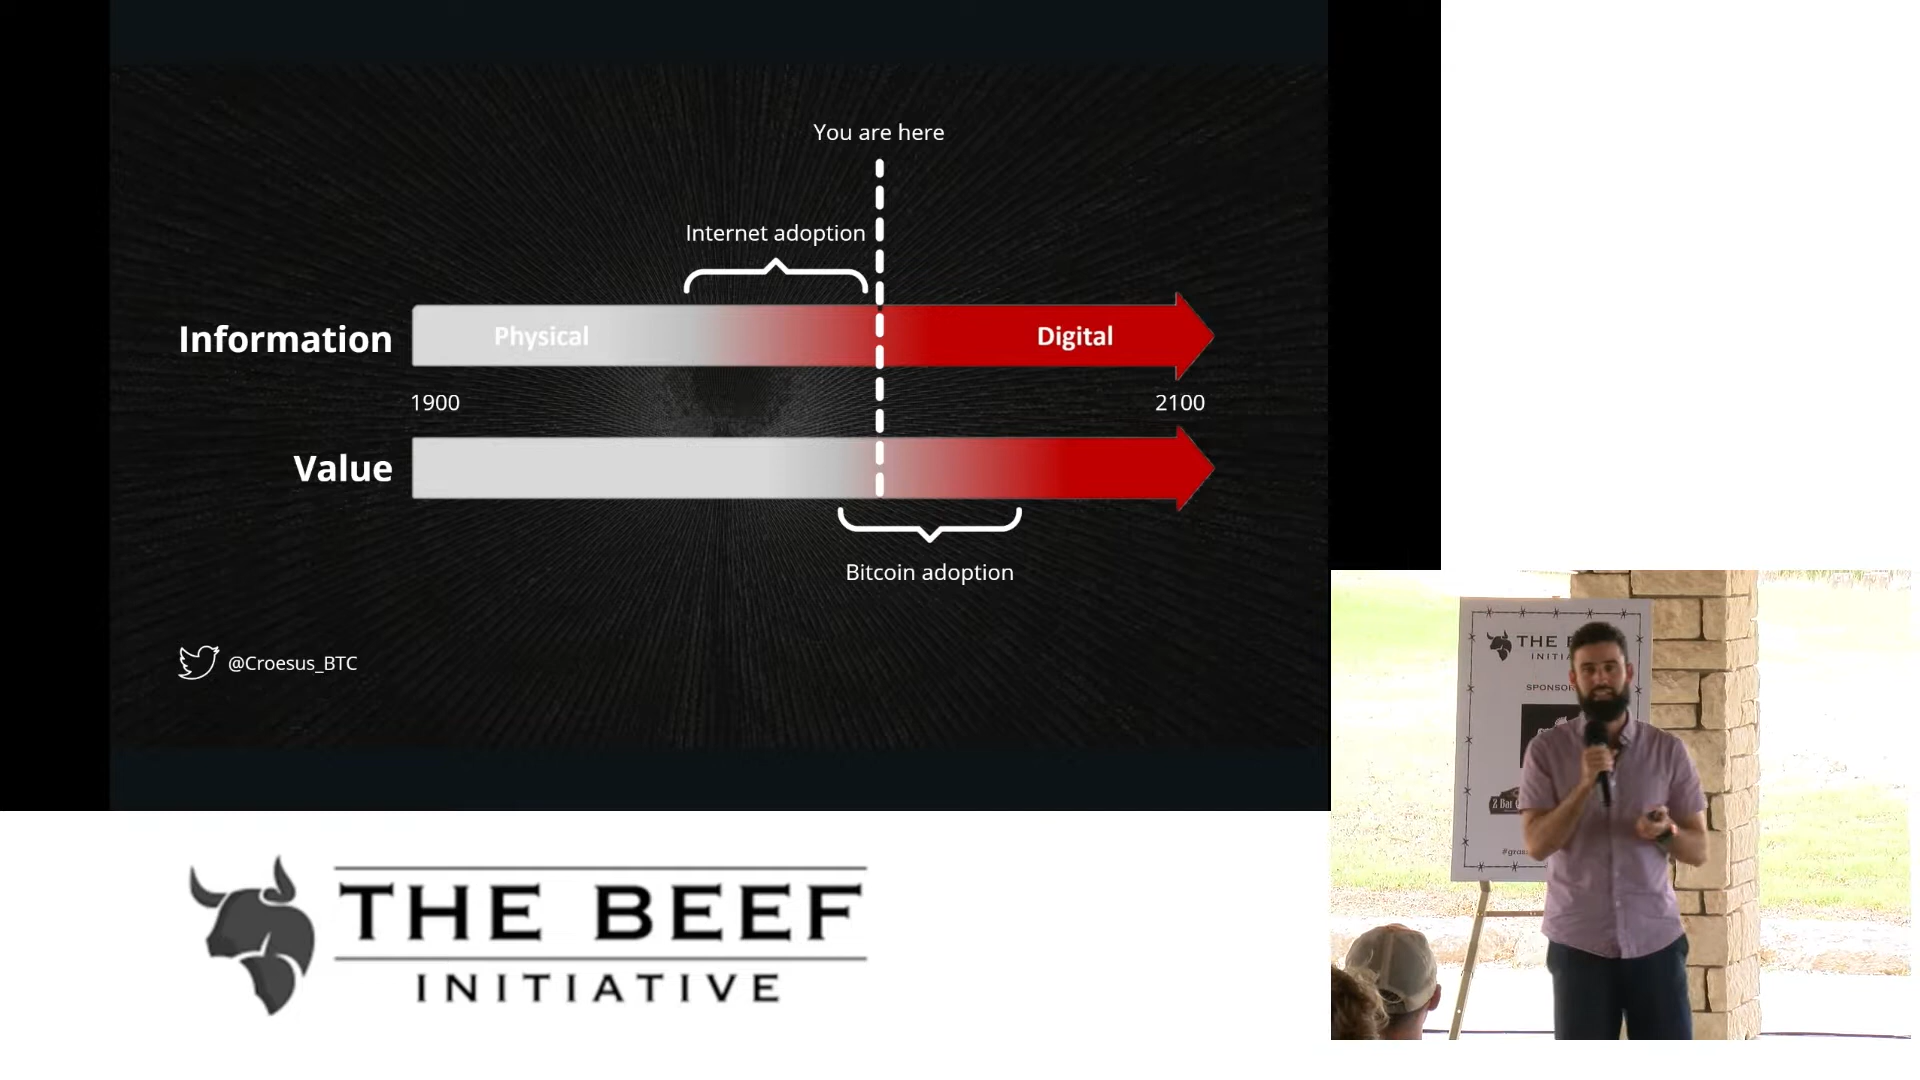 You are here
Internet adoption
Information
Physical
Digital
1900
2100
Value
Bitcoin adoption
@Croesus_BTC
THE BEEF
INITIATIVE
THE
SPONSOR
Z Bar